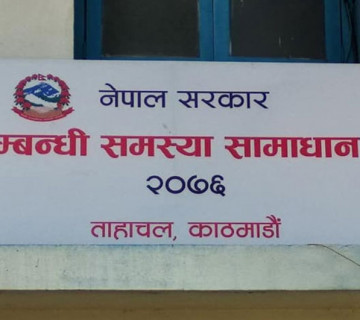 नेपाल सरकार
म्बन्धी समस्या सामाधान
२०७६
ताहाचल, काठमाडौं